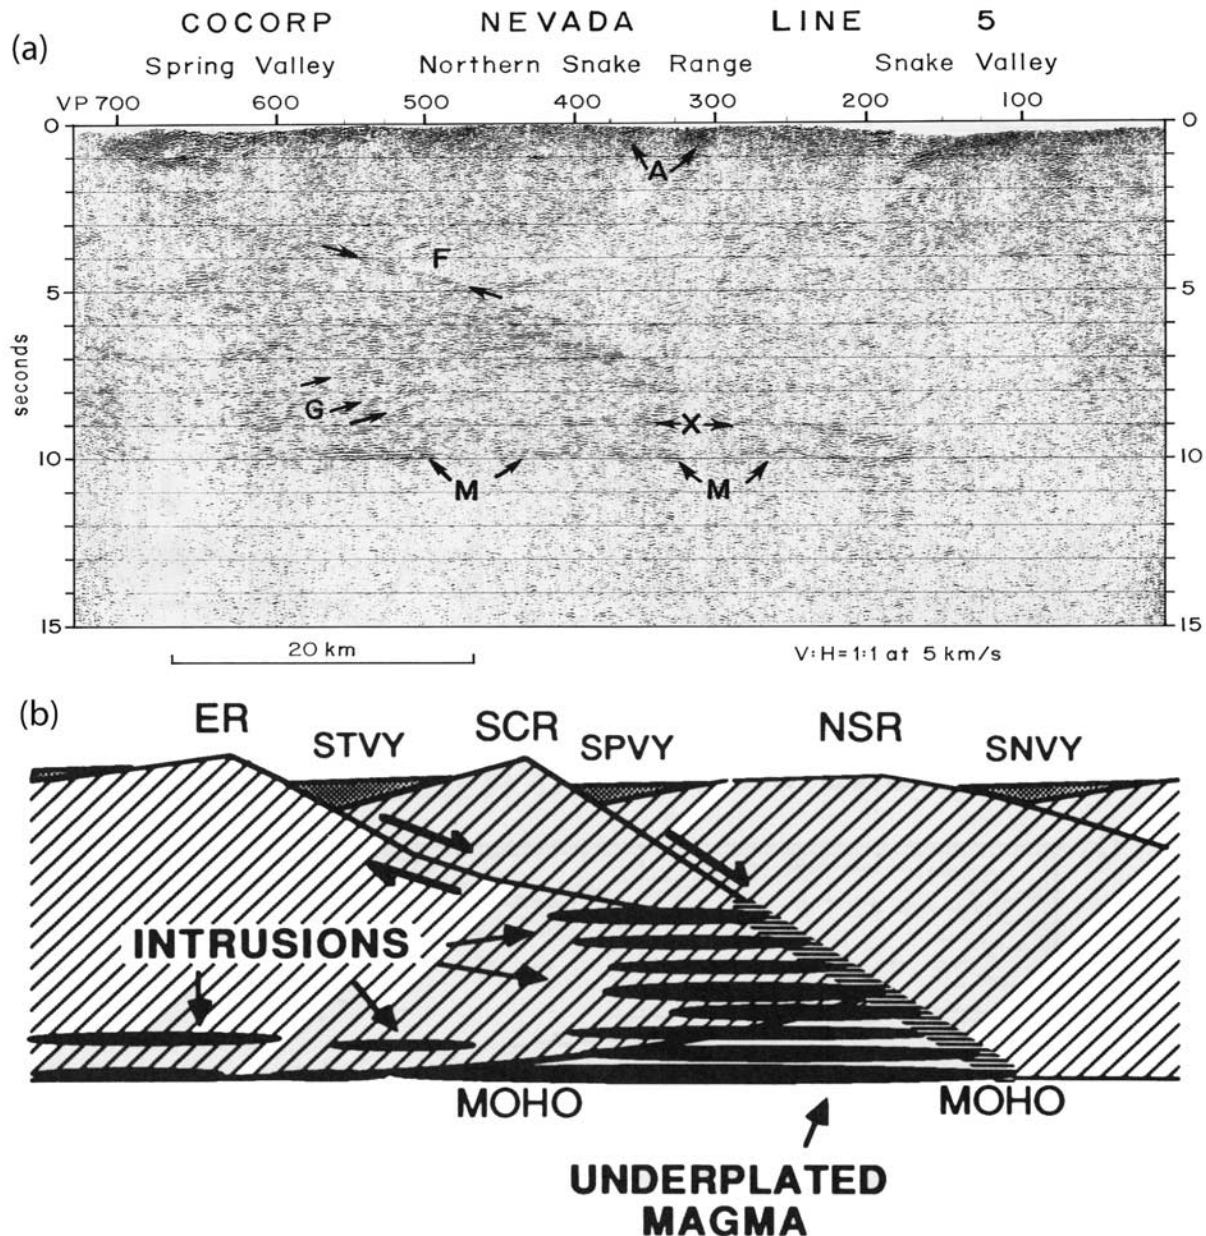 COCORP NEVADA LINE 5
(a)
Spring Valley Northern Snake Range Snake Valley
VP 700 600 500 400 300 200 100
0 0
A
F
5 5
seconds
G
X
10 10
M M
15 15
20 km
V:H=1:1 at 5 km/s
(b)
ER SCR NSR
STVY SPVY SNVY
INTRUSIONS
MOHO MOHO
UNDERPLATED
MAGMA